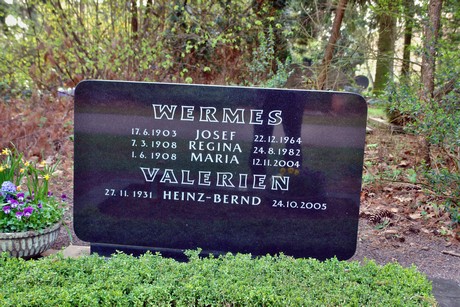 WERMES
17.6.1903 JOSEF 22.12.1964
7.3.1908 REGINA 24.8.1982
1.6.1908 MARIA 12.11.2004
VALERIEN
27.11.1931 HEINZ-BERND 24.10.2005